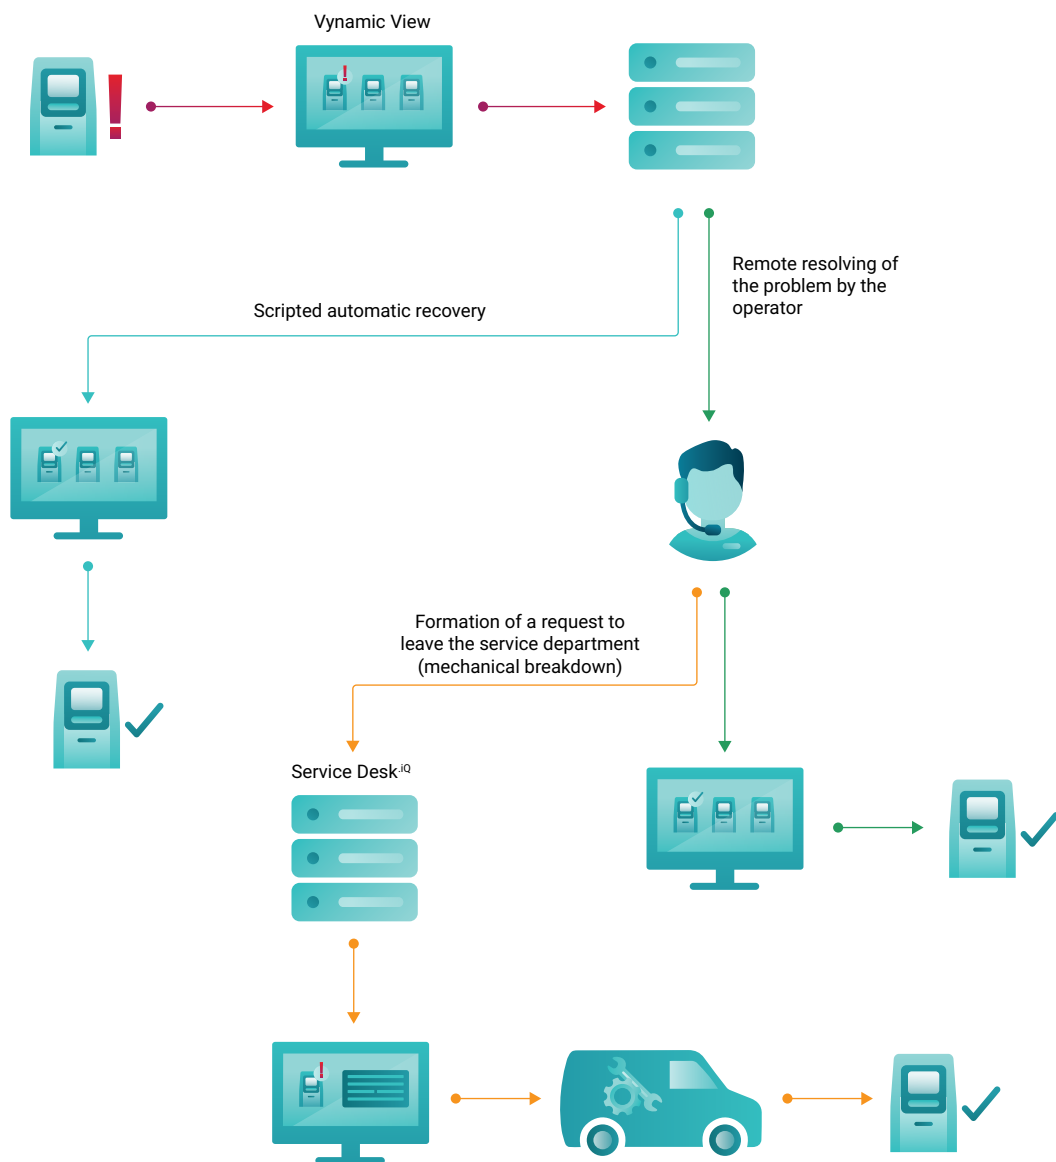 Vynamic View
Remote resolving of
the problem by the
operator
Scripted automatic recovery
Formation of a request to
leave the service department
(mechanical breakdown)
Service Desk.iQ